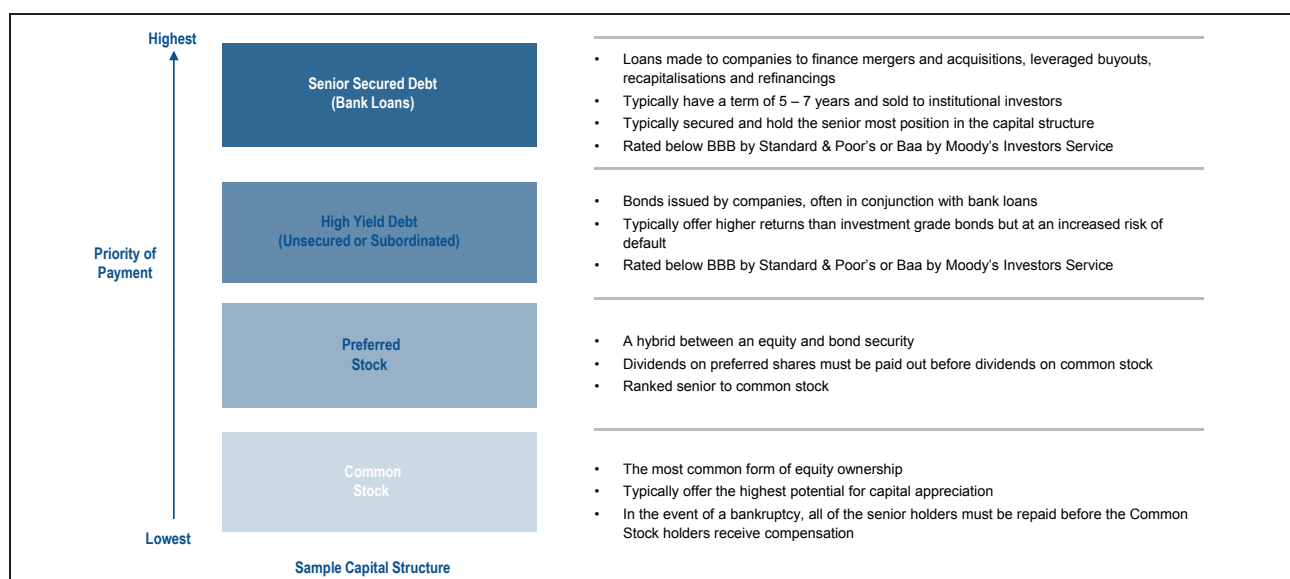 Highest
Senior Secured Debt
(Bank Loans)
• Loans made to companies to finance mergers and acquisitions, leveraged buyouts,
recapitalisations and refinancings
• Typically have a term of 5 – 7 years and sold to institutional investors
• Typically secured and hold the senior most position in the capital structure
• Rated below BBB by Standard & Poor's or Baa by Moody's Investors Service
Priority of
Payment
High Yield Debt
(Unsecured or Subordinated)
• Bonds issued by companies, often in conjunction with bank loans
• Typically offer higher returns than investment grade bonds but at an increased risk of
default
• Rated below BBB by Standard & Poor's or Baa by Moody's Investors Service
Preferred
Stock
• A hybrid between an equity and bond security
• Dividends on preferred shares must be paid out before dividends on common stock
• Ranked senior to common stock
Common
Stock
• The most common form of equity ownership
• Typically offer the highest potential for capital appreciation
• In the event of a bankruptcy, all of the senior holders must be repaid before the Common
Stock holders receive compensation
Lowest
Sample Capital Structure